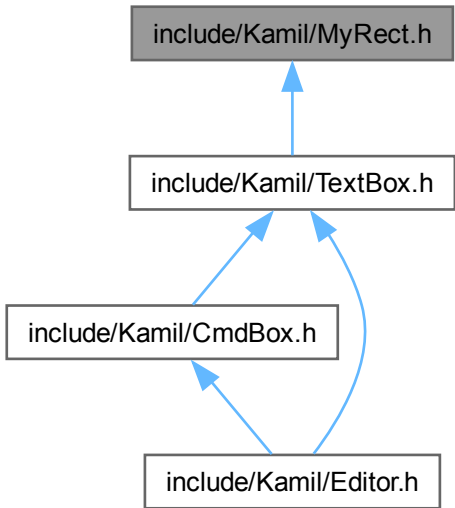 include/Kamil/MyRect.h
include/Kamil/TextBox.h
include/Kamil/CmdBox.h
include/Kamil/Editor.h